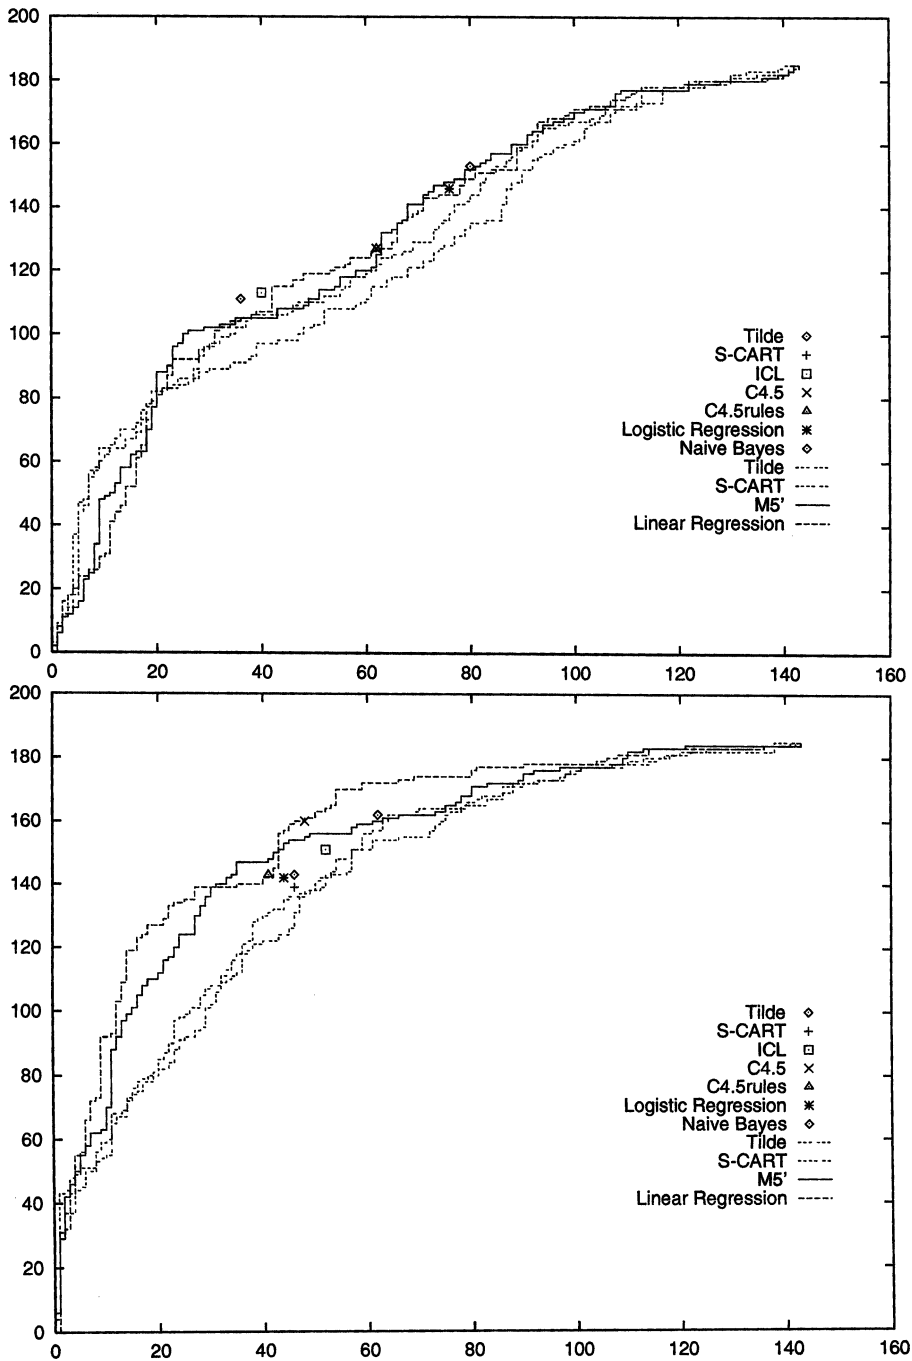 200
180
160
140
120
100
80
60
40
20
0
0 20 40 60 80 100 120 140 160
Tilde
S-CART
ICL
C4.5
C4.5rules
Logistic Regression
Naive Bayes
Tilde
S-CART
M5'
Linear Regression
200
180
160
140
120
100
80
60
40
20
0
0 20 40 60 80 100 120 140 160
Tilde
S-CART
ICL
C4.5
C4.5rules
Logistic Regression
Naive Bayes
Tilde
S-CART
M5'
Linear Regression